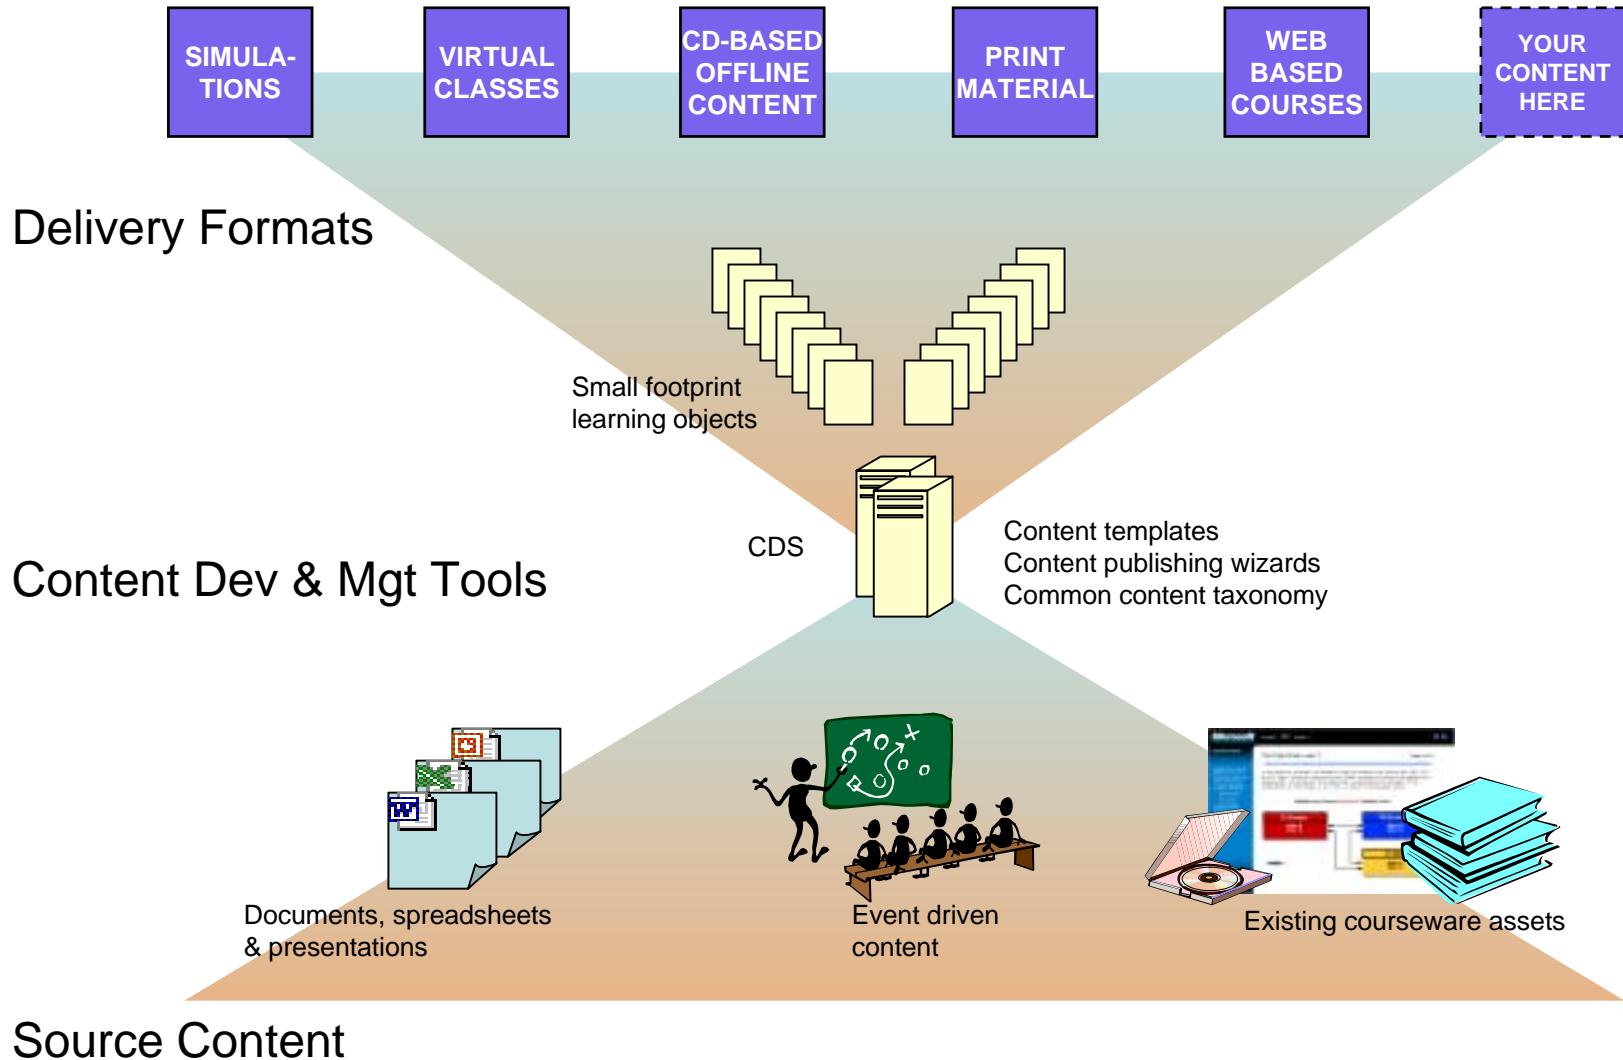 SIMULA-
TIONS
VIRTUAL
CLASSES
CD-BASED
OFFLINE
CONTENT
PRINT
MATERIAL
WEB
BASED
COURSES
YOUR
CONTENT
HERE
Delivery Formats
Small footprint
learning objects
CDS
Content templates
Content publishing wizards
Common content taxonomy
Content Dev & Mgt Tools
W
Microsoft
Documents, spreadsheets
& presentations
Event driven
content
Existing courseware assets
Source Content